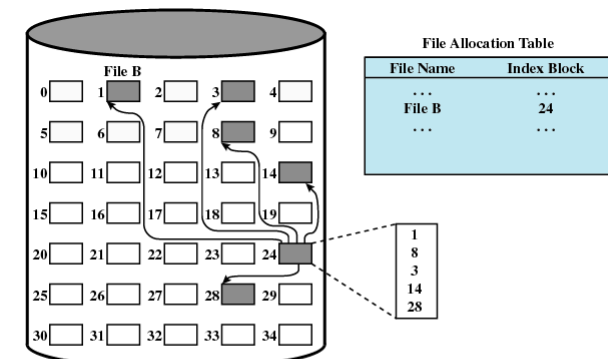 File B
0 1 2 3 4
5 6 7 8 9
10 11 12 13 14
15 16 17 18 19
20 21 22 23 24
25 26 27 28 29
30 31 32 33 34
File Allocation Table
File Name Index Block
. . . . . .
File B 24
. . . . . .
1
8
3
14
28